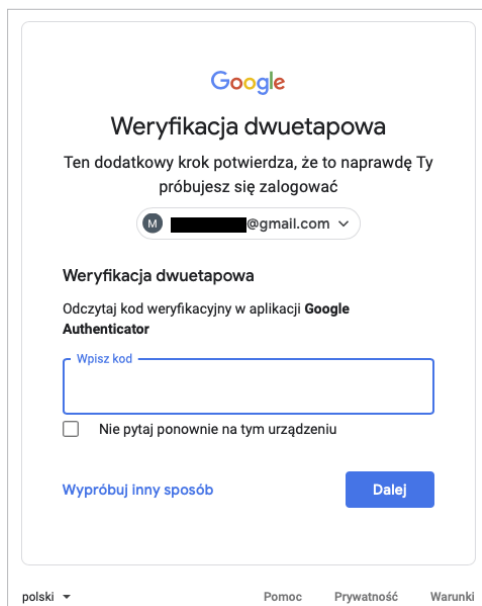 Google
Weryfikacja dwuetapowa
Ten dodatkowy krok potwierdza, że to naprawdę Ty
próbujesz się zalogować
M @gmail.com
Weryfikacja dwuetapowa
Odczytaj kod weryfikacyjny w aplikacji Google
Authenticator
Wpisz kod
Nie pytaj ponownie na tym urządzeniu
Wypróbuj inny sposób Dalej
polski Pomoc Prywatność Warunki